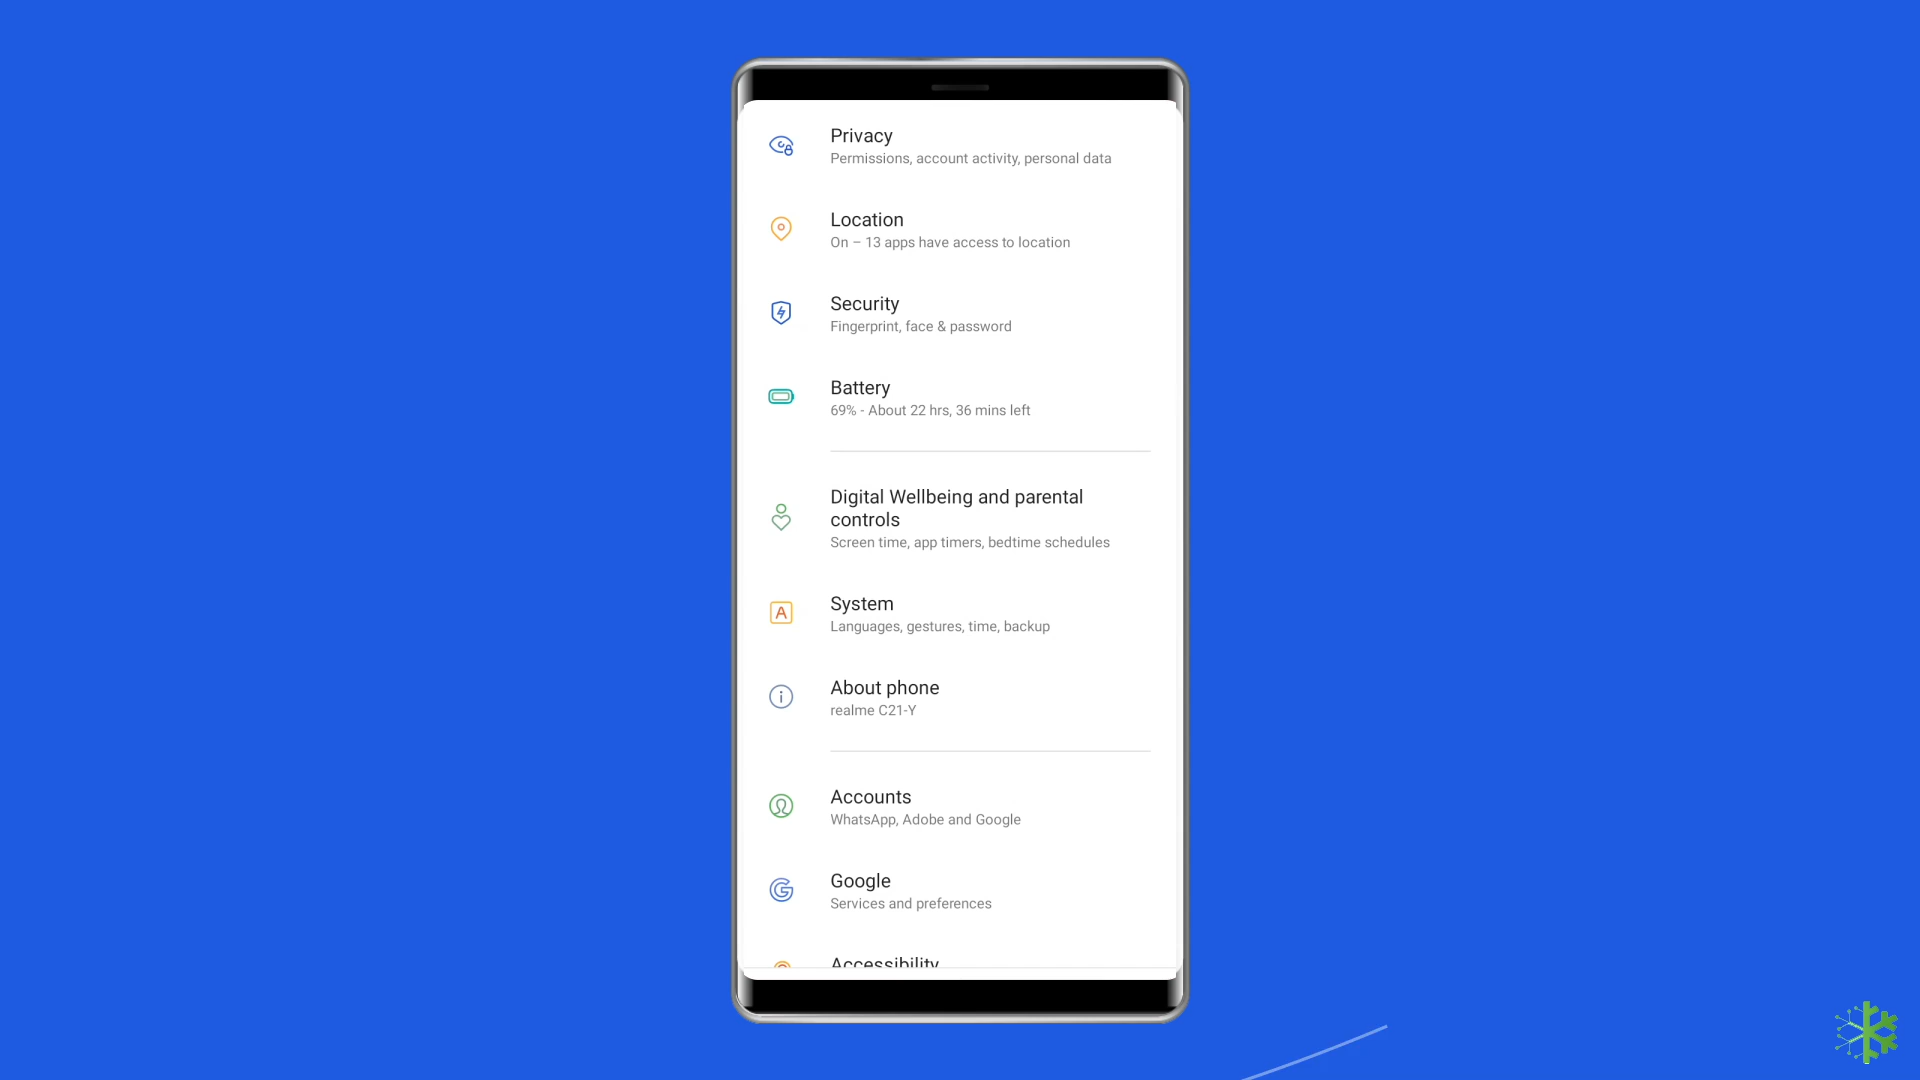 Privacy
Permissions, account activity, personal data
Location
On – 13 apps have access to location
Security
Fingerprint, face & password
Battery
69% - About 22 hrs, 36 mins left
Digital Wellbeing and parental
controls
Screen time, app timers, bedtime schedules
System
Languages, gestures, time, backup
About phone
realme C21-Y
Accounts
WhatsApp, Adobe and Google
Google
Services and preferences
Accessibility